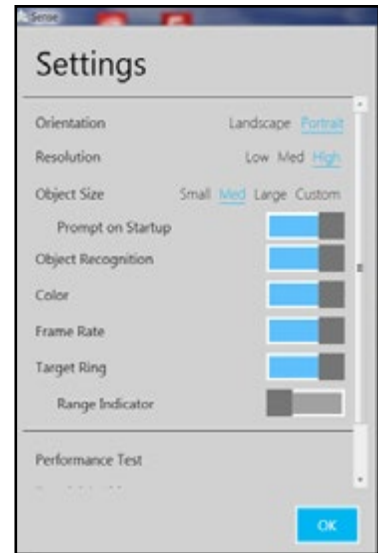 Sense
Settings
Orientation Landscape Portrait
Resolution Low Med High
Object Size Small Med Large Custom
Prompt on Startup
Object Recognition
Color
Frame Rate
Target Ring
Range Indicator
Performance Test
OK